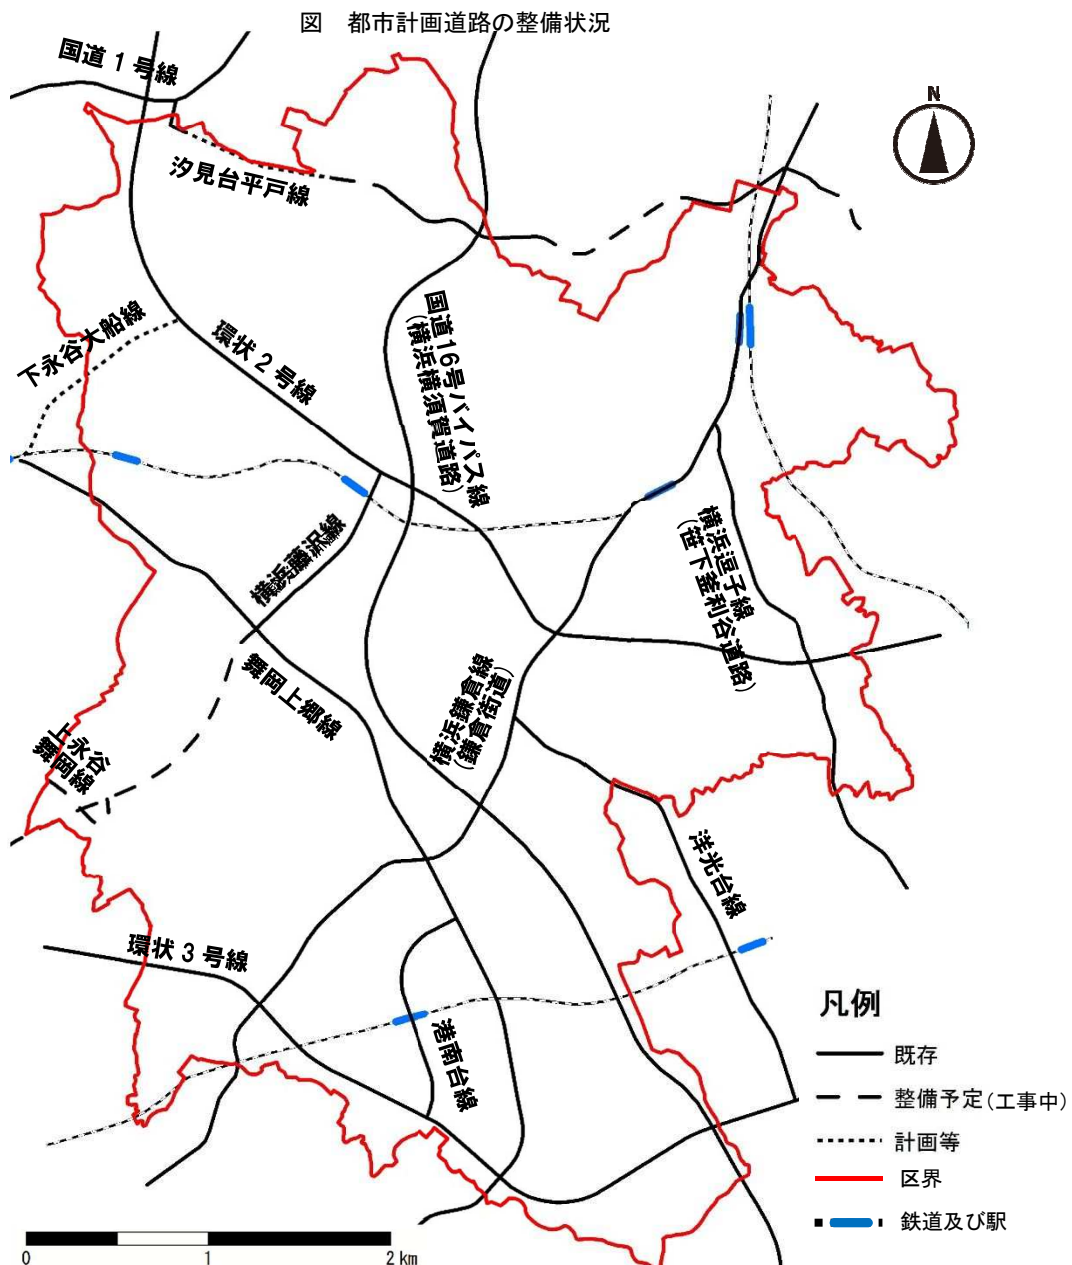 図　都市計画道路の整備状況
国道 1 号線
N
汐見台平戸線
下永谷大船線
環状 2 号線
国道16号バイパス線
(横浜横須賀道路)
横浜藤沢線
横浜逗子線
(笹下釜利谷道路)
舞岡上郷線
横浜鎌倉線
(鎌倉街道)
上永谷
舞岡線
洋光台線
環状 3 号線
港南台線
凡例
既存
整備予定(工事中)
計画等
区界
鉄道及び駅
0 1 2 km